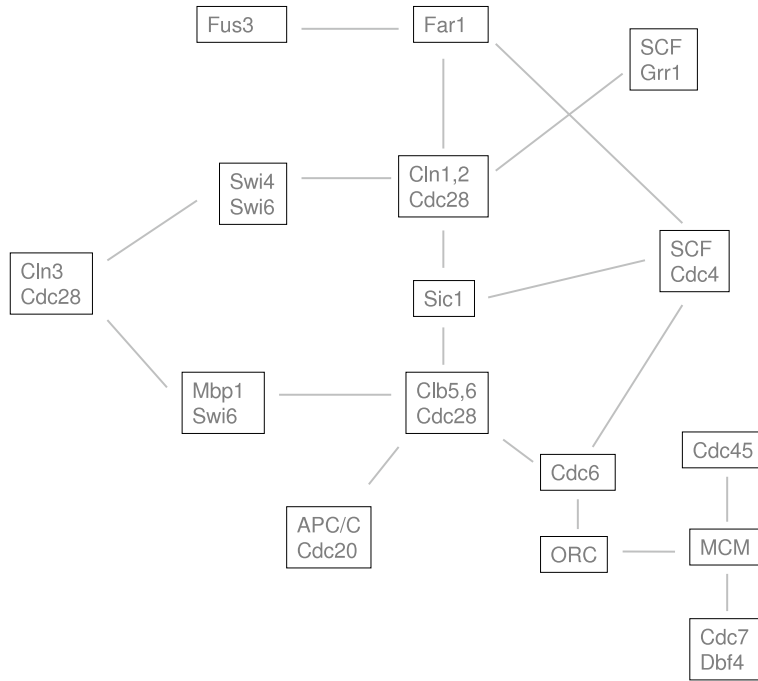 Fus3
Far1
SCF
Grr1
Swi4
Swi6
Cln1,2
Cdc28
SCF
Cdc4
Cln3
Cdc28
Sic1
Mbp1
Swi6
Clb5,6
Cdc28
Cdc45
Cdc6
APC/C
Cdc20
ORC
MCM
Cdc7
Dbf4